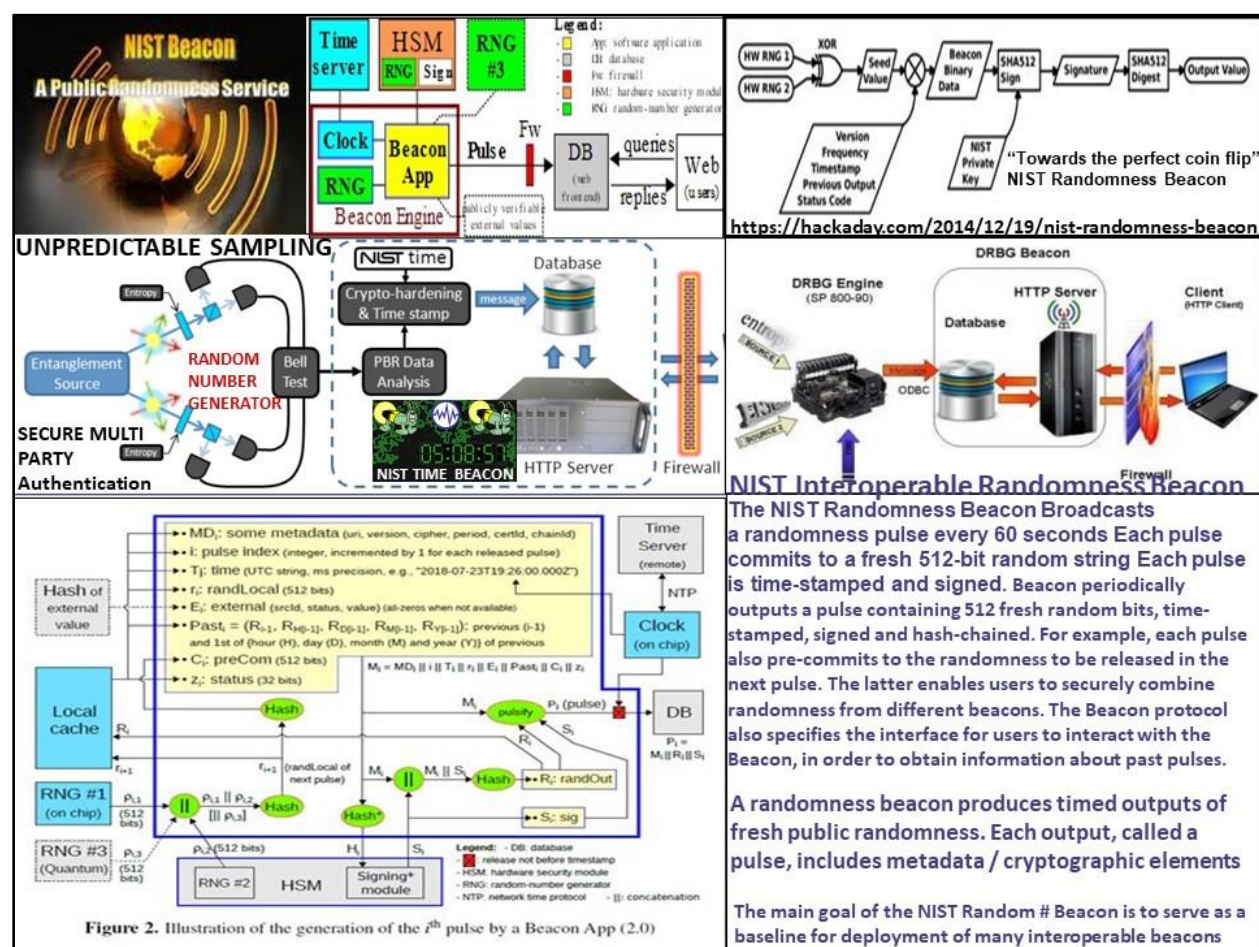 NIST Beacon
A Public Randomness Service
Time
server
HSM
RNG
Sign
RNG
#3
Legend:
App: software application
DB database
Fw firewall
HSM: hardware security modul
RNG random-number generator
Clock
RNG
Beacon
App
Beacon Engine
Pulse
Fw
DB
(web
frontend)
queries
replies
Web
(users)
publicly verifiable
external values
HW RNG 1
HW RNG 2
XOR
Seed
Value
Beacon
Binary
Data
SHA512
Sign
Signature
SHA512
Digest
Output Value
Version
Frequency
Timestamp
Previous Output
Status Code
NIST
Private
Key
“Towards the perfect coin flip”
NIST Randomness Beacon
https://hackaday.com/2014/12/19/nist-randomness-beacon
UNPREDICTABLE SAMPLING
Entropy
Entanglement
Source
RANDOM
NUMBER
GENERATOR
Entropy
SECURE MULTI
PARTY
Authentication
Bell
Test
NIST time
Crypto-hardening
& Time stamp
message
Database
PBR Data
Analysis
05:08:57
NIST TIME BEACON
HTTP Server
Firewall
DRBG Beacon
DRBG Engine
(SP 800-90)
entropy
SOURCE 1
SOURCE 2
Message
ODBC
Database
HTTP Server
Client
(HTTP Client)
Firewall
NIST Interoperable Randomness Beacon
The NIST Randomness Beacon Broadcasts
a randomness pulse every 60 seconds Each pulse
commits to a fresh 512-bit random string Each pulse
is time-stamped and signed. Beacon periodically
outputs a pulse containing 512 fresh random bits, time-
stamped, signed and hash-chained. For example, each pulse
also pre-commits to the randomness to be released in the
next pulse. The latter enables users to securely combine
randomness from different beacons. The Beacon protocol
also specifies the interface for users to interact with the
Beacon, in order to obtain information about past pulses.
A randomness beacon produces timed outputs of
fresh public randomness. Each output, called a
pulse, includes metadata / cryptographic elements
The main goal of the NIST Random # Beacon is to serve as a
baseline for deployment of many interoperable beacons
• MDi: some metadata (uri, version, cipher, period, certId, chainId)
• i: pulse index (integer, incremented by 1 for each released pulse)
• Ti: time (UTC string, ms precision, e.g., "2018-07-23T19:26:00.000Z")
• ri: randLocal (512 bits)
• Ei: external (srcId, status, value) (all-zeros when not available)
• Pasti = (Ri-1, RH[i-1], RD[i-1], RM[i-1], RY[i-1]): previous (i-1)
and 1st of {hour (H), day (D), month (M) and year (Y)} of previous
• Ci: preCom (512 bits)
• zi: status (32 bits)
Mi = MDi || i || Ti || ri || Ei || Pasti || Ci || zi
Hash of
external
value
Time
Server
(remote)
NTP
Clock
(on chip)
Local
cache
Hash
Ri
ri+1
ri+1 (randLocal of
next pulse)
Mi
pulsify
Pi (pulse)
Si
Ri
DB
Pi =
Mi||Ri||Si
RNG #1
(on chip)
ρi,1
(512
bits)
||
ρi,1 || ρi,2
[|| ρi,3]
Hash
Mi
||
Mi || Si
Hash
Ri: randOut
Si: sig
Hash*
RNG #3
(Quantum)
ρi,3
(512
bits)
ρi,2 (512 bits)
Hi
Si
RNG #2
HSM
Signing*
module
Legend: - DB: database
- : release not before timestamp
- HSM: hardware security module
- RNG: random-number generator
- NTP: network time protocol - ||: concatenation
Figure 2. Illustration of the generation of the ith pulse by a Beacon App (2.0)